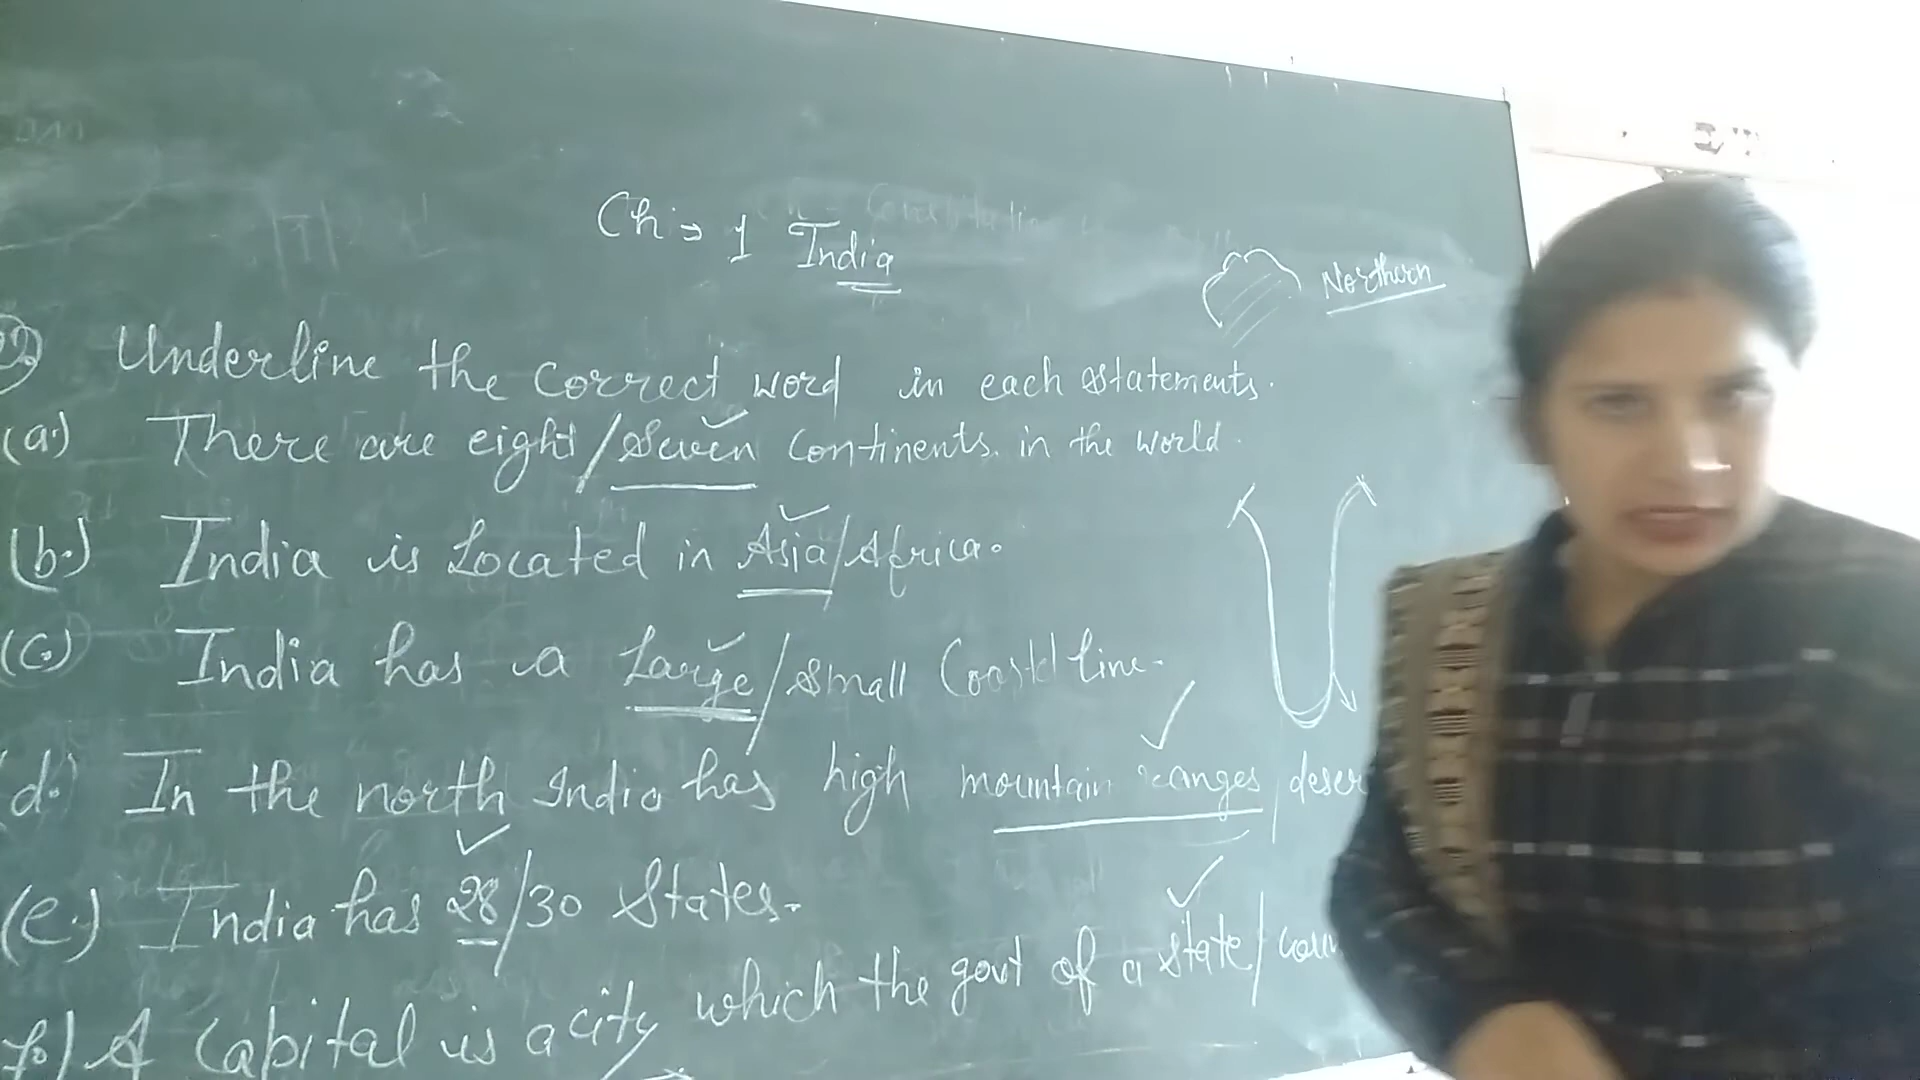 Ch → 1 India
Northern
Underline the correct word in each statements.
(a.) There are eight/Seven Continents. in the world.
(b.) India is Located in Asia/Africa.
(c.) India has a Large/Small Coastal line.
d. In the north India has high mountain ranges/deser
(e.) India has 28/30 States.
f.) A Capital is a city which the govt of a state/coun